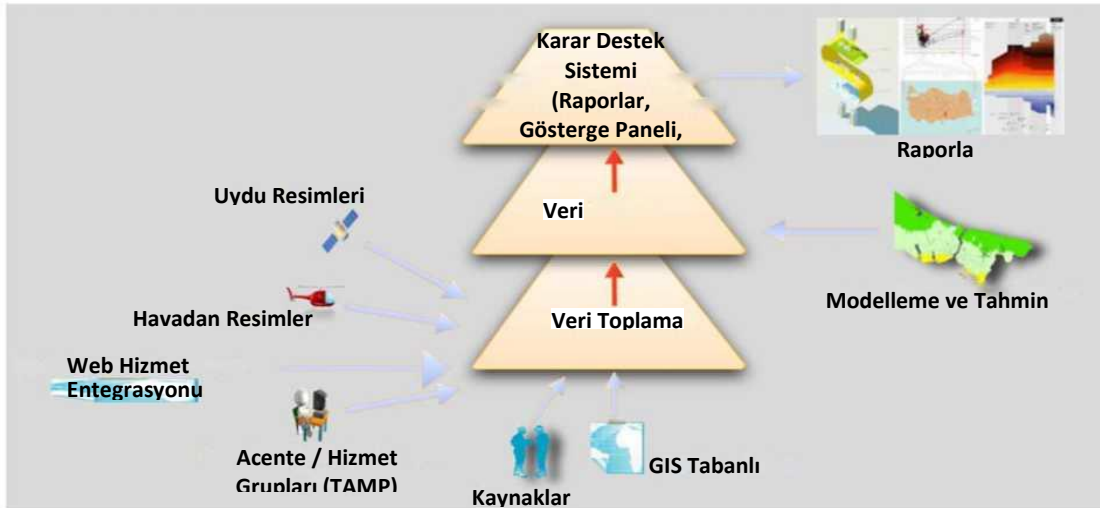 Karar Destek
Sistemi
(Raporlar,
Gösterge Paneli,
Raporla
Uydu Resimleri
Veri
Modelleme ve Tahmin
Havadan Resimler
Veri Toplama
Web Hizmet
Entegrasyonu
Acente / Hizmet
Grupları (TAMP)
GIS Tabanlı
Kaynaklar